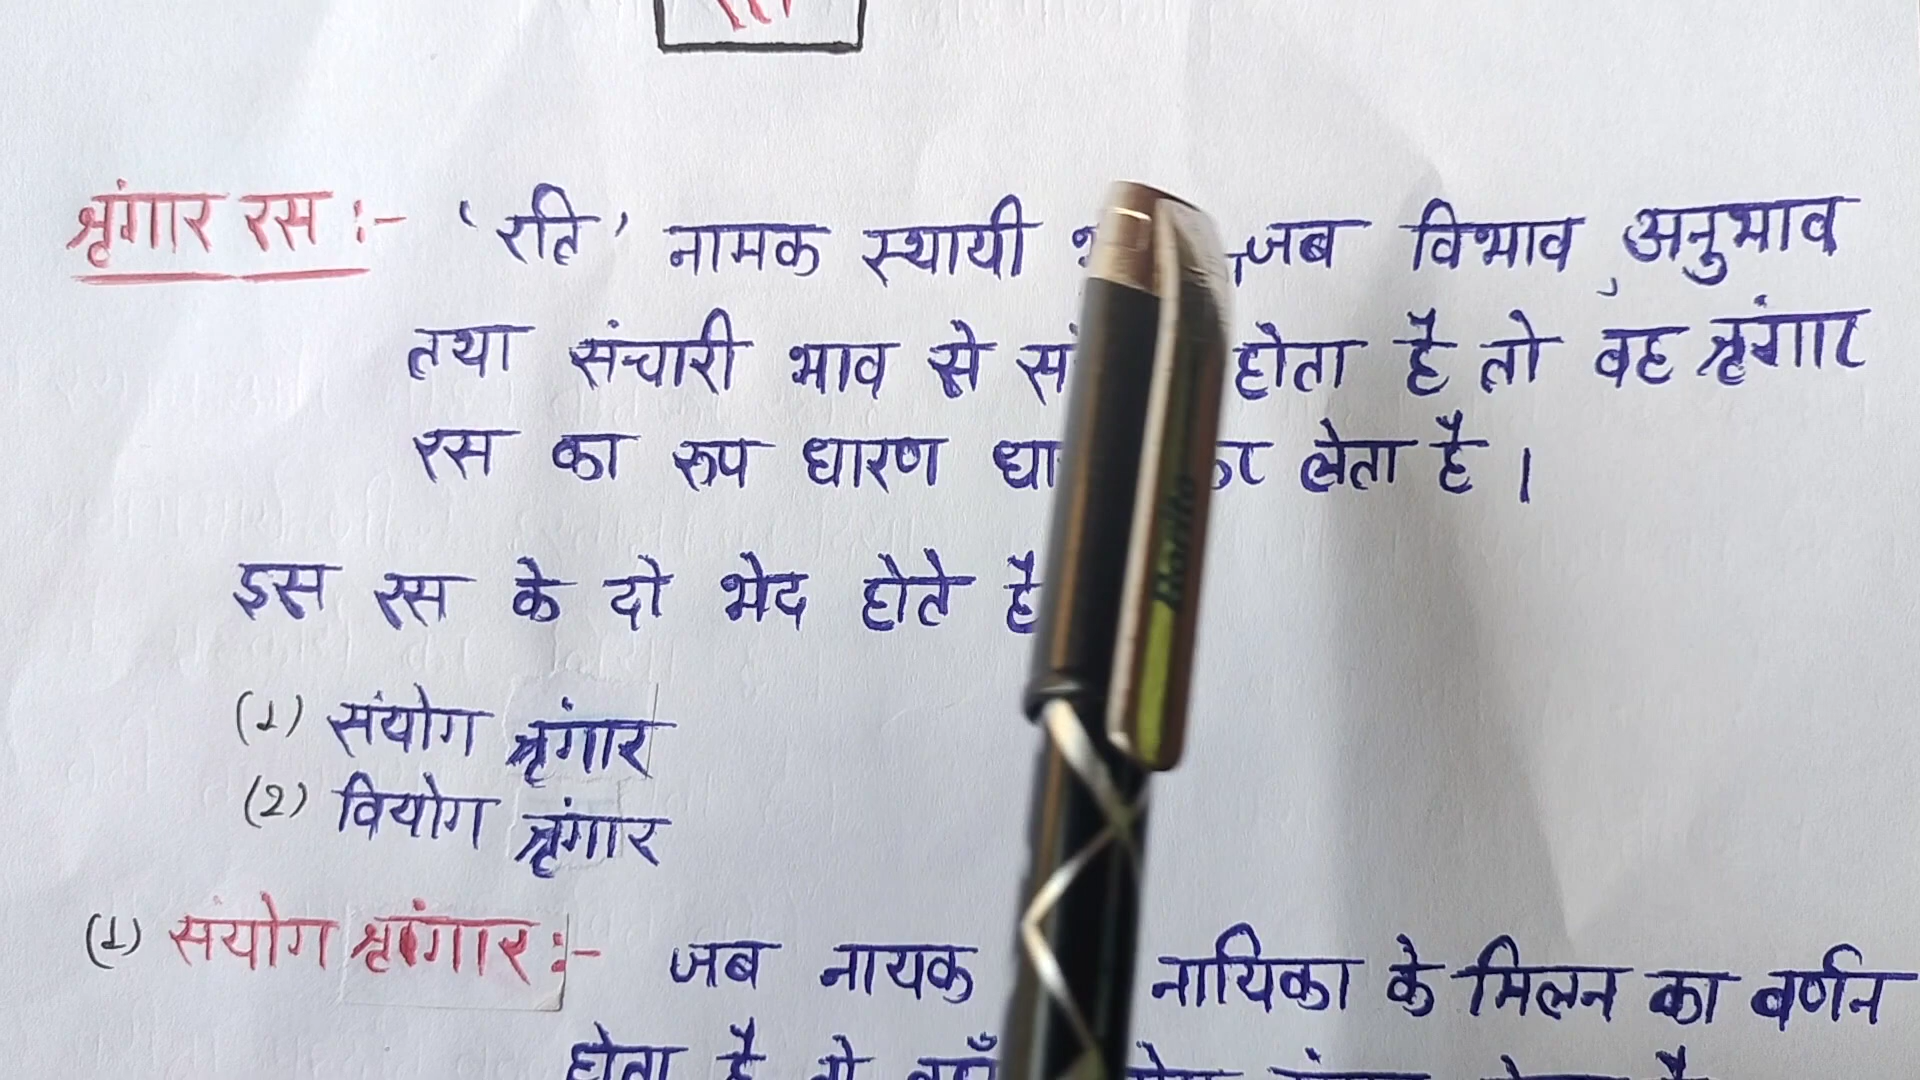 शृंगार रस :- 'रति' नामक स्थायी जब विभाव, अनुभाव
तथा संचारी भाव से होता है तो वह शृंगार
रस का रूप धारण लेता है।
इस रस के दो भेद होते है
(1) संयोग शृंगार
(2) वियोग शृंगार
(1) संयोग शृंगार :- जब नायक नायिका के मिलन का वर्णन
होता है